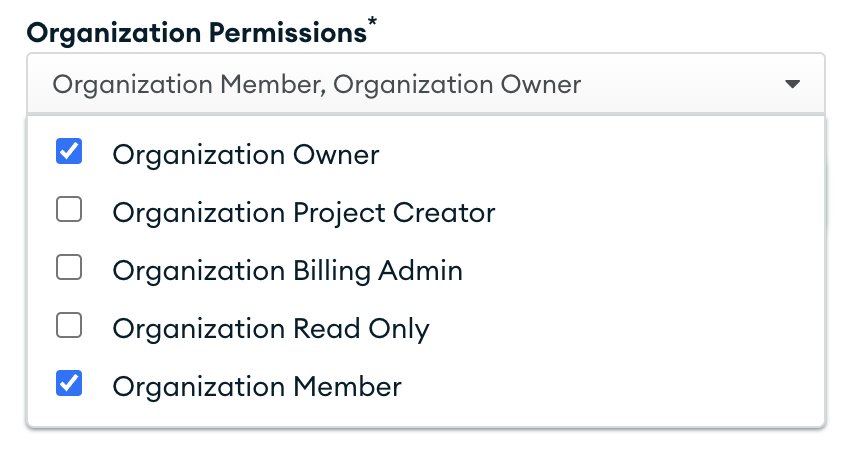 Organization Permissions*
Organization Member, Organization Owner
Organization Owner
Organization Project Creator
Organization Billing Admin
Organization Read Only
Organization Member